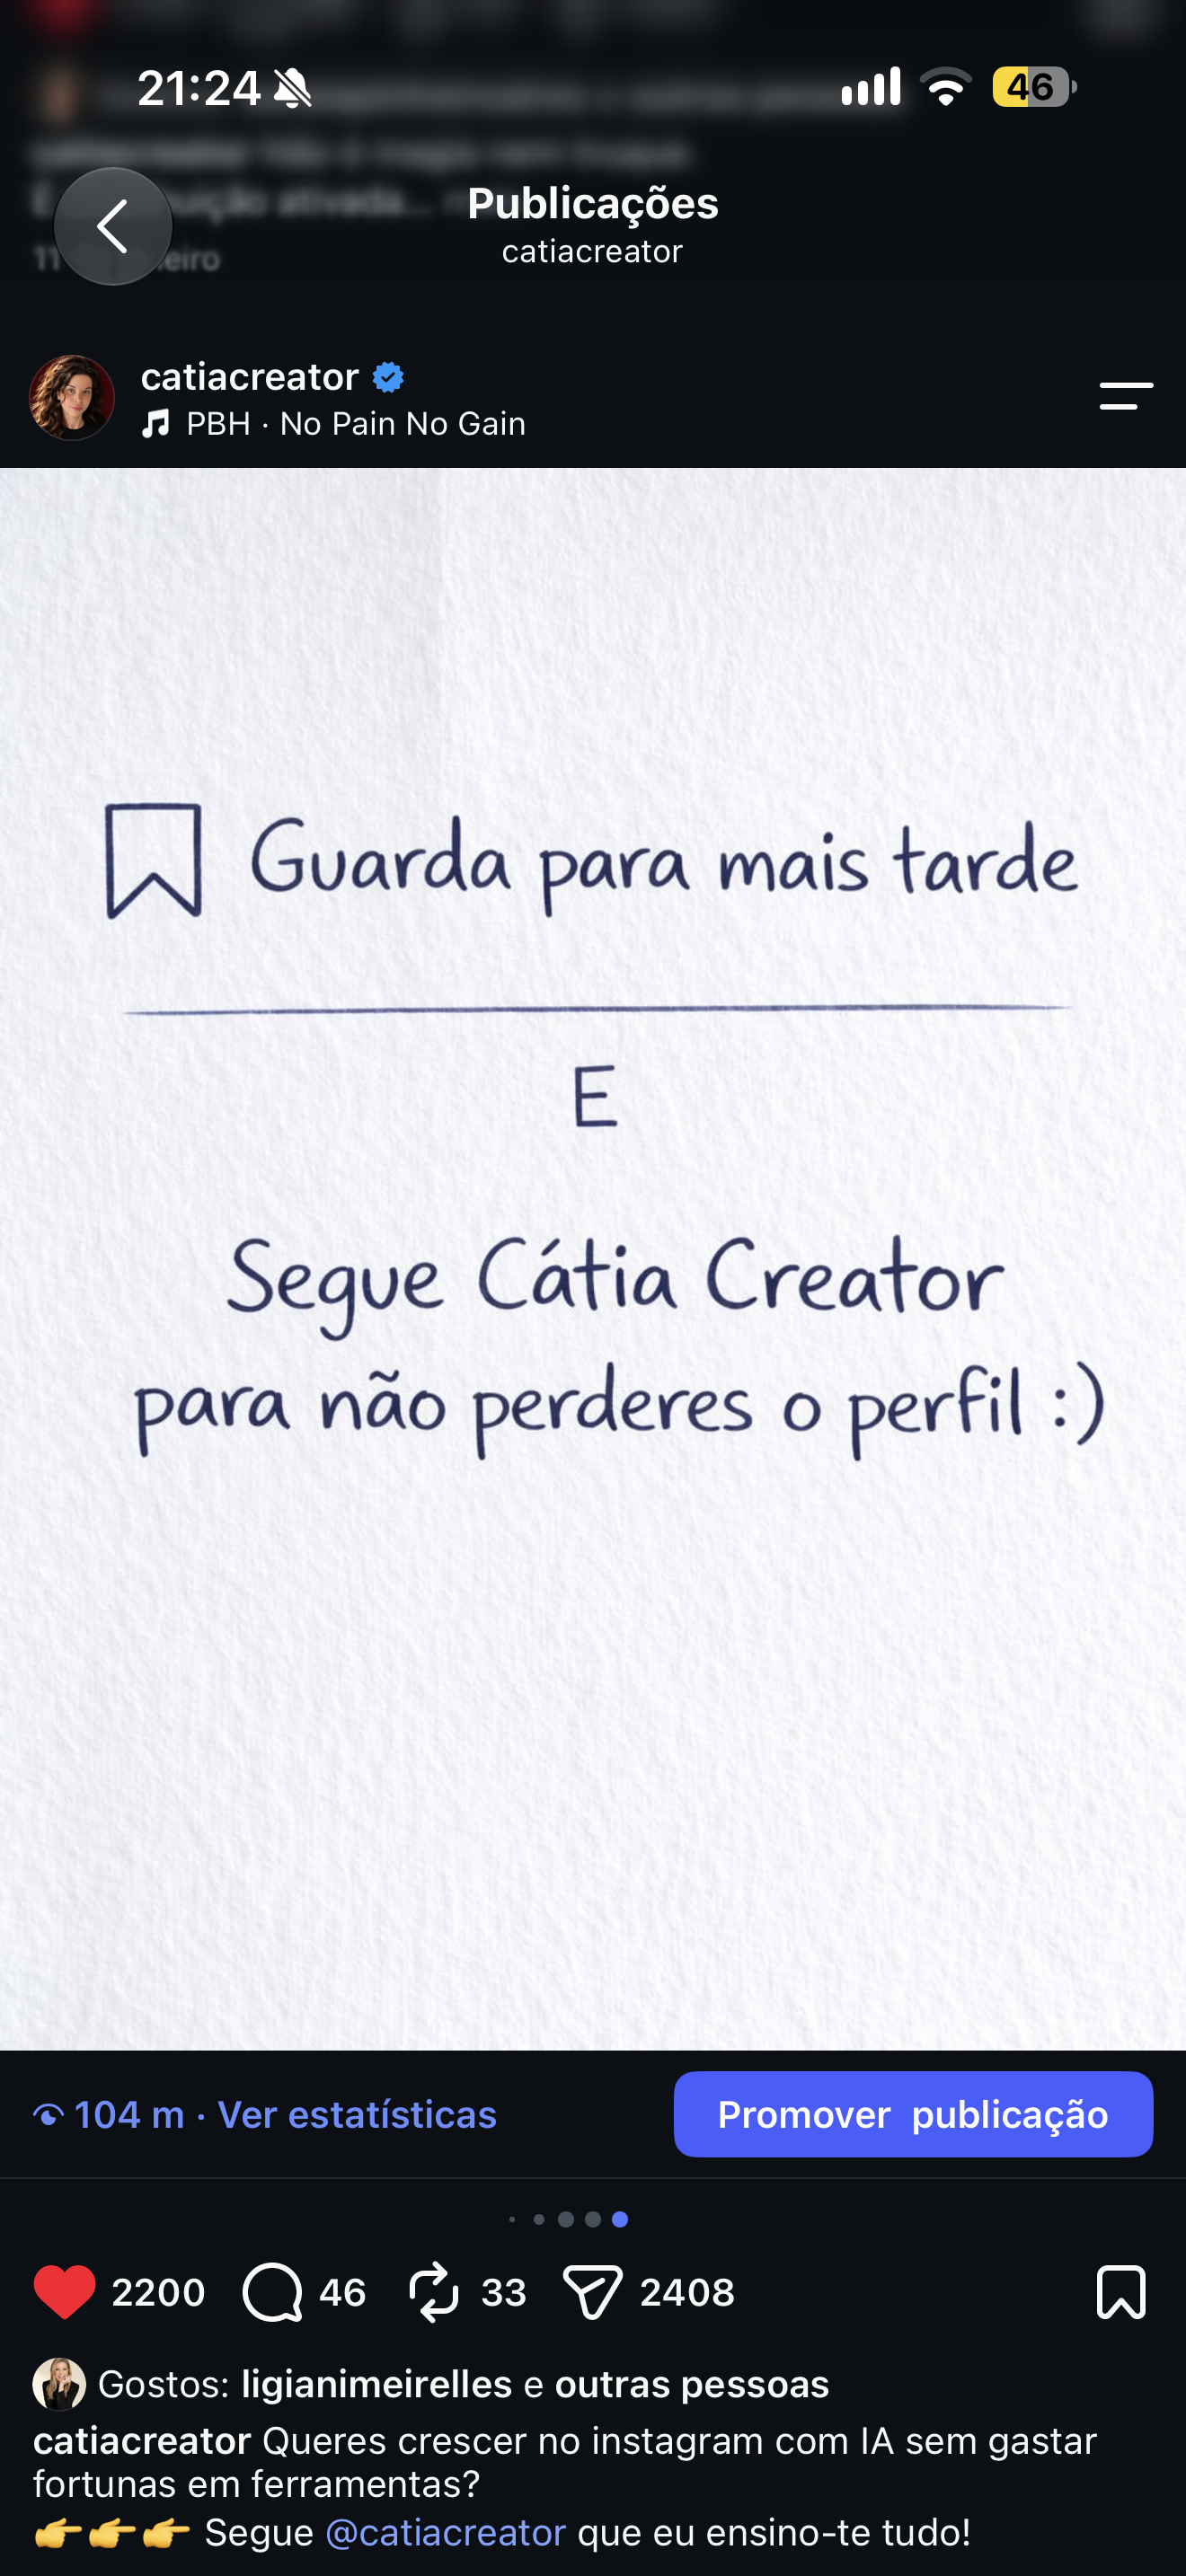 21:24
46
Publicações
catiacreator
catiacreator
PBH · No Pain No Gain
Guarda para mais tarde
E
Segue Cátia Creator
para não perderes o perfil :)
104 m · Ver estatísticas
Promover publicação
2200
46
33
2408
Gostos: ligianimeirelles e outras pessoas
catiacreator Queres crescer no instagram com IA sem gastar
fortunas em ferramentas?
👉👉👉 Segue @catiacreator que eu ensino-te tudo!